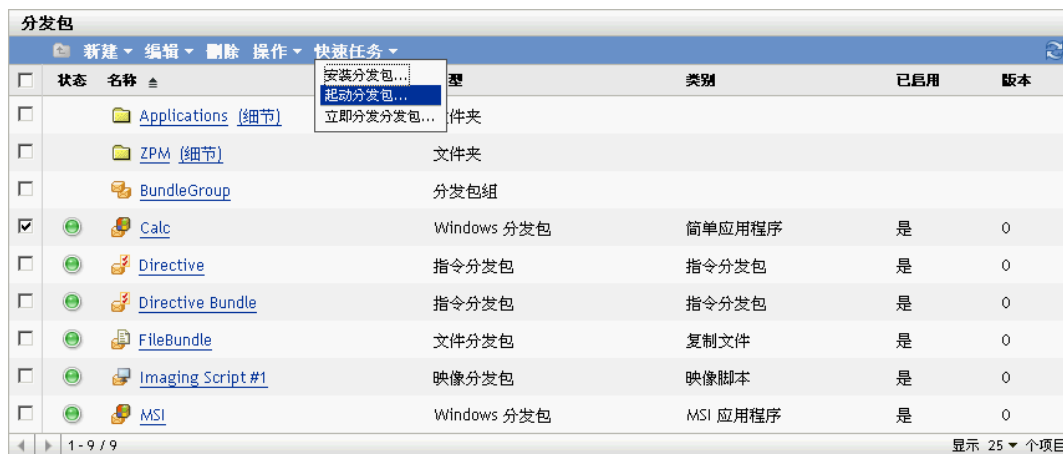 分发包
新建 编辑 删除 操作 快速任务
安装分发包...
起动分发包...
立即分发分发包...
状态 名称 型 类别 已启用 版本
Applications (细节) 件夹
ZPM (细节) 文件夹
BundleGroup 分发包组
Calc Windows 分发包 简单应用程序 是 0
Directive 指令分发包 指令分发包 是 0
Directive Bundle 指令分发包 指令分发包 是 0
FileBundle 文件分发包 复制文件 是 0
Imaging Script #1 映像分发包 映像脚本 是 0
MSI Windows 分发包 MSI 应用程序 是 0
1 - 9 / 9 显示 25 个项目